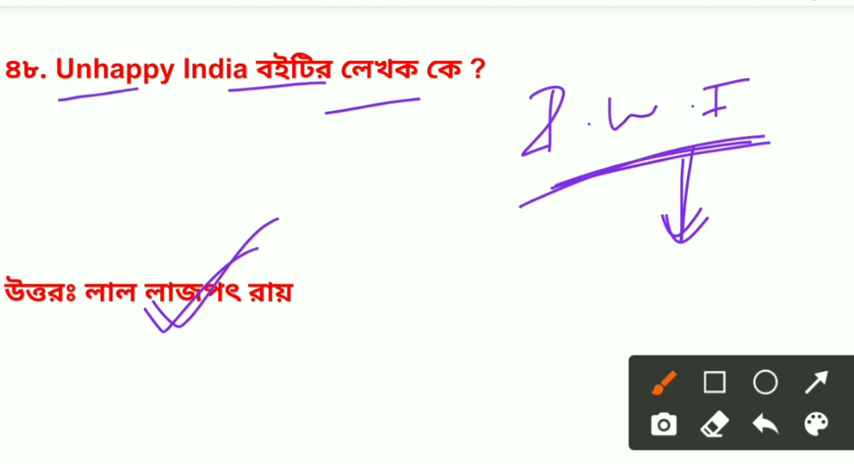 ৪৮. Unhappy India বইটির লেখক কে ?
উত্তরঃ লাল লাজপৎ রায়